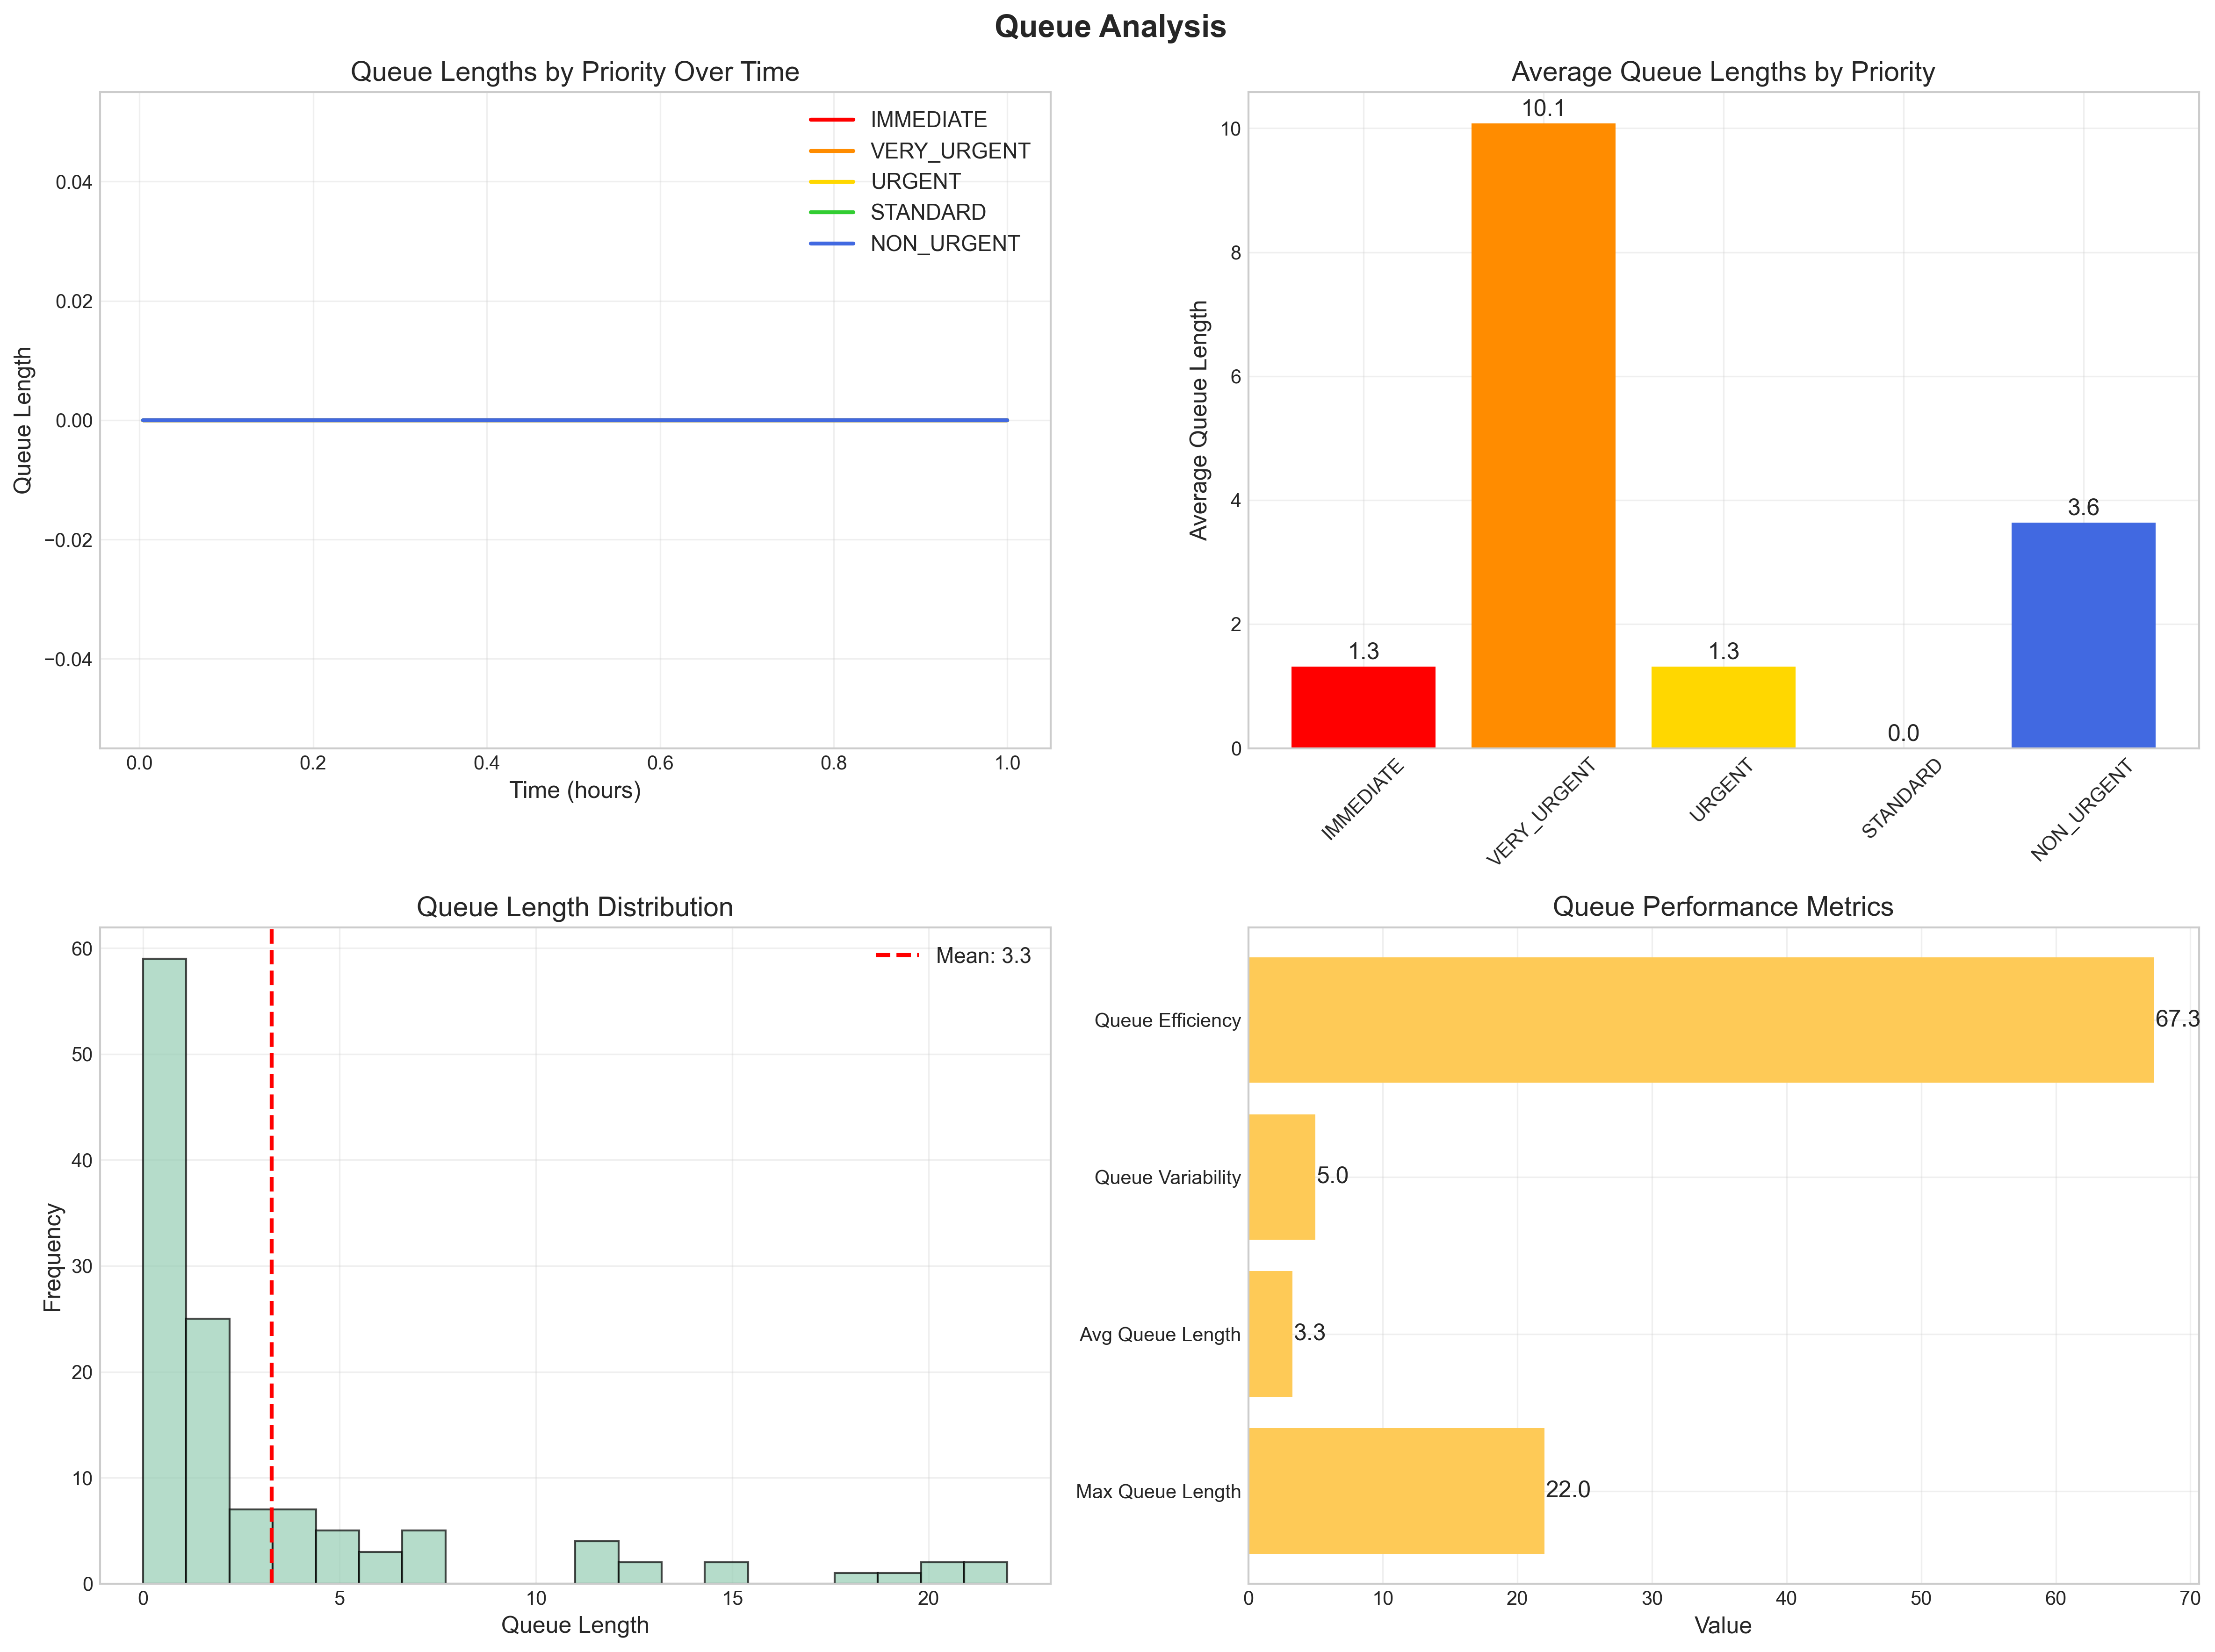 Queue Analysis
Queue Lengths by Priority Over Time
IMMEDIATE
VERY_URGENT
URGENT
STANDARD
NON_URGENT
Queue Length
0.04
0.02
0.00
−0.02
−0.04
0.0 0.2 0.4 0.6 0.8 1.0
Time (hours)
Average Queue Lengths by Priority
Average Queue Length
10
8
6
4
2
0
1.3
10.1
1.3
0.0
3.6
IMMEDIATE
VERY_URGENT
URGENT
STANDARD
NON_URGENT
Queue Length Distribution
Mean: 3.3
Frequency
60
50
40
30
20
10
0
0 5 10 15 20
Queue Length
Queue Performance Metrics
Queue Efficiency
67.3
Queue Variability
5.0
Avg Queue Length
3.3
Max Queue Length
22.0
0 10 20 30 40 50 60 70
Value